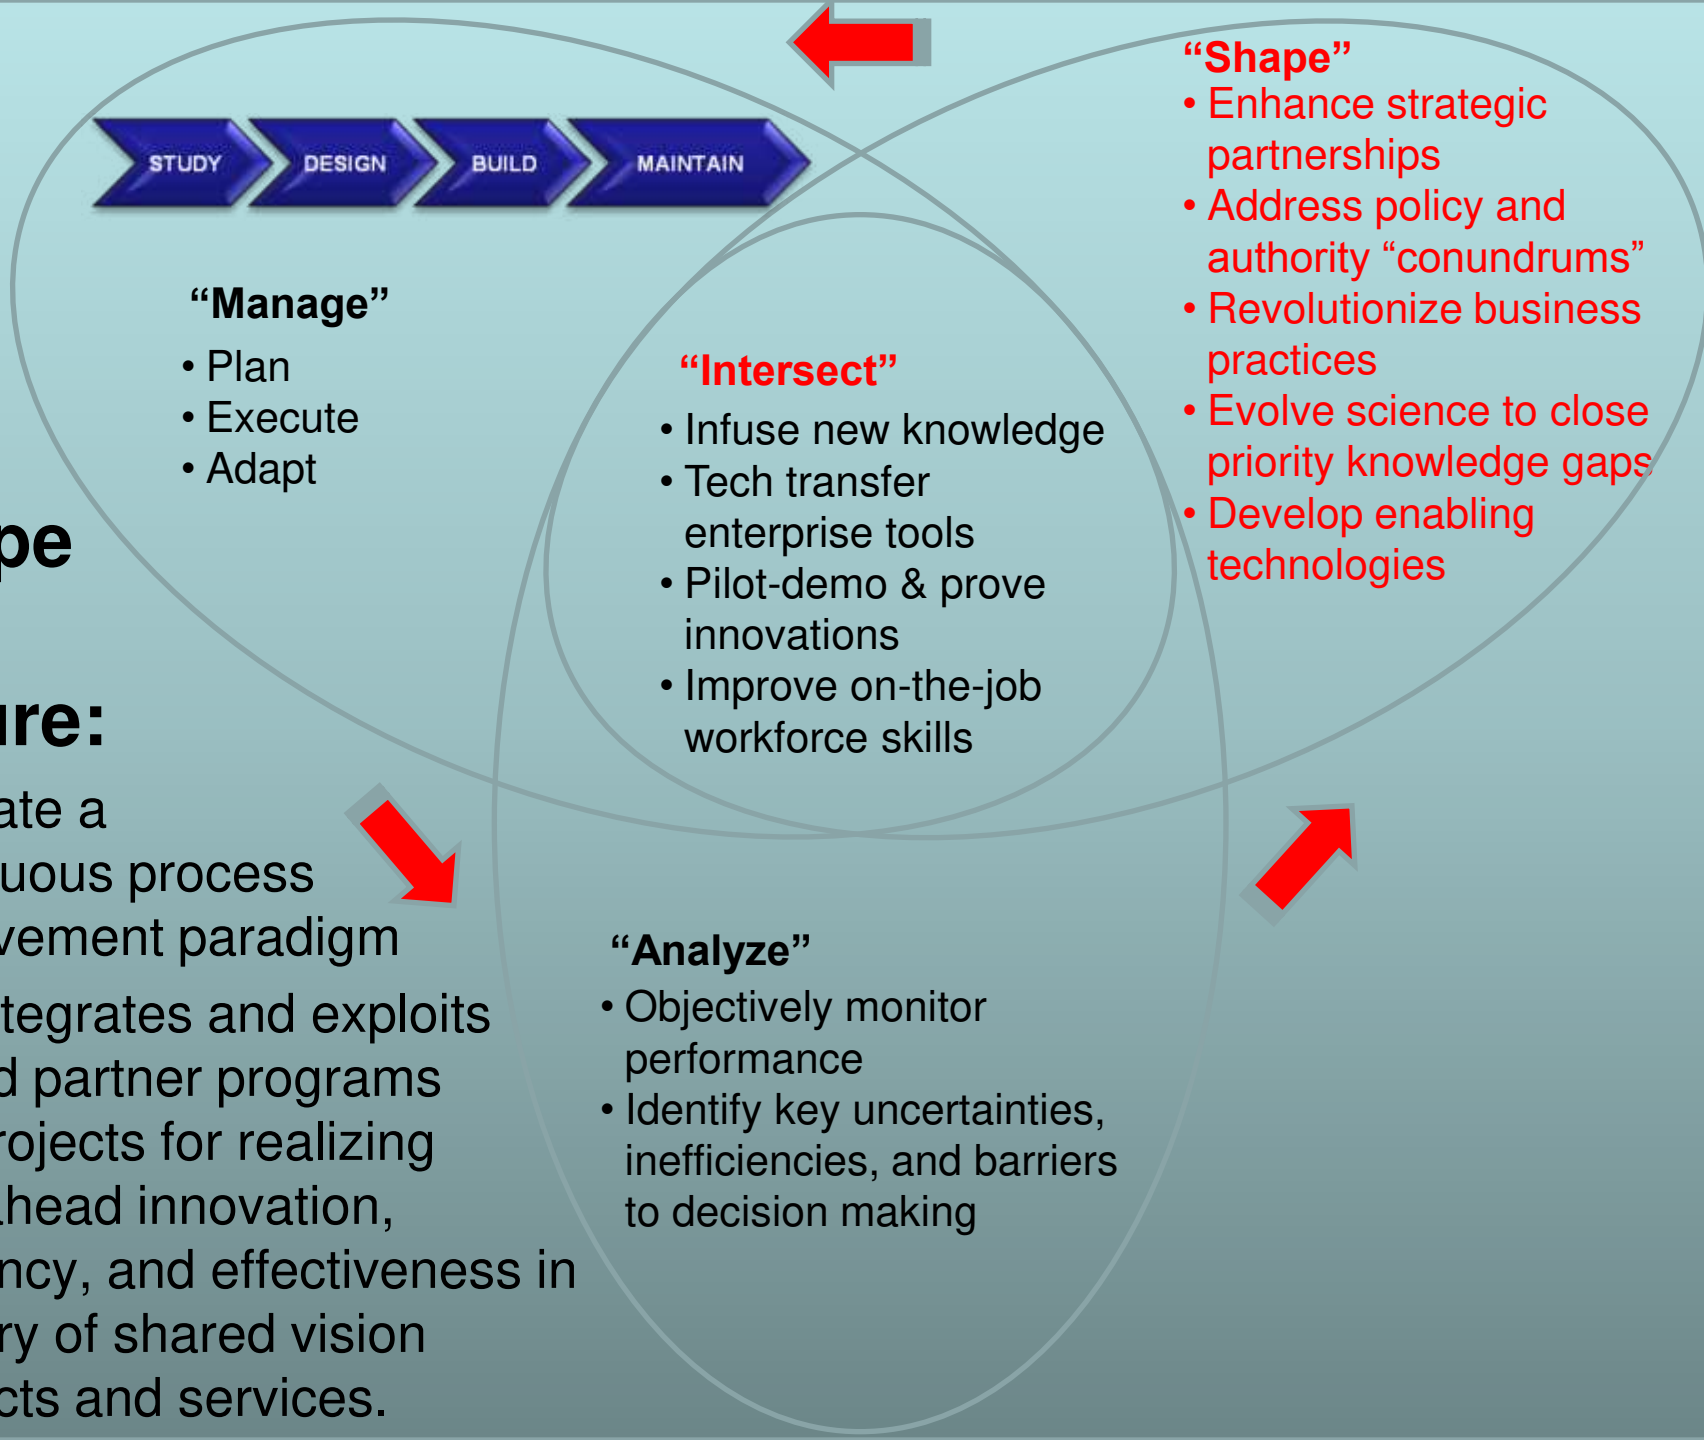 STUDY DESIGN BUILD MAINTAIN
“Manage”
• Plan
• Execute
• Adapt
“Intersect”
• Infuse new knowledge
• Tech transfer
enterprise tools
• Pilot-demo & prove
innovations
• Improve on-the-job
workforce skills
“Shape”
• Enhance strategic
partnerships
• Address policy and
authority “conundrums”
• Revolutionize business
practices
• Evolve science to close
priority knowledge gaps
• Develop enabling
technologies
“Analyze”
• Objectively monitor
performance
• Identify key uncertainties,
inefficiencies, and barriers
to decision making
pe
ure:
ate a
uous process
vement paradigm
tegrates and exploits
d partner programs
rojects for realizing
ahead innovation,
ncy, and effectiveness in
ry of shared vision
cts and services.